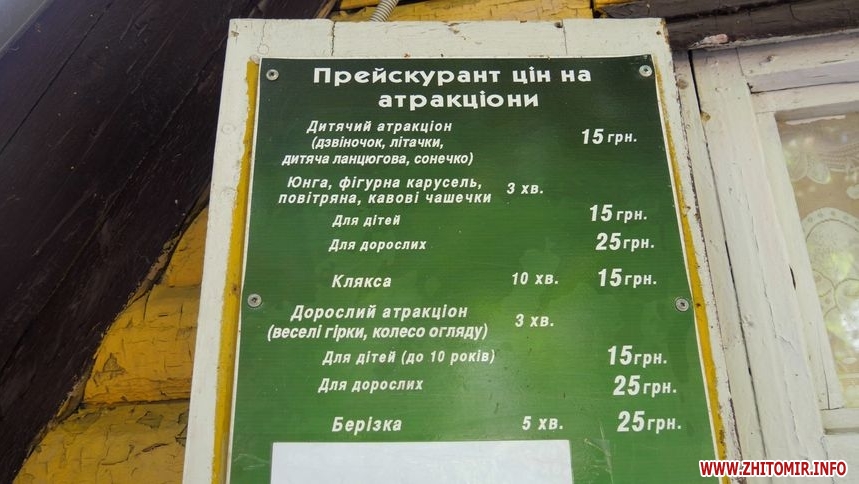 Прейскурант цін на
атракціони
Дитячий атракціон
(дзвіночок, літачки,
дитяча ланцюгова, сонечко)
15 грн.
Юнга, фігурна карусель,
повітряна, кавові чашечки
3 хв.
Для дітей 15 грн.
Для дорослих 25 грн.
Клякса 10 хв. 15 грн.
Дорослий атракціон
(веселі гірки, колесо огляду)
3 хв.
Для дітей (до 10 років) 15 грн.
Для дорослих 25 грн.
Берізка 5 хв. 25 грн.
WWW.ZHITOMIR.INFO